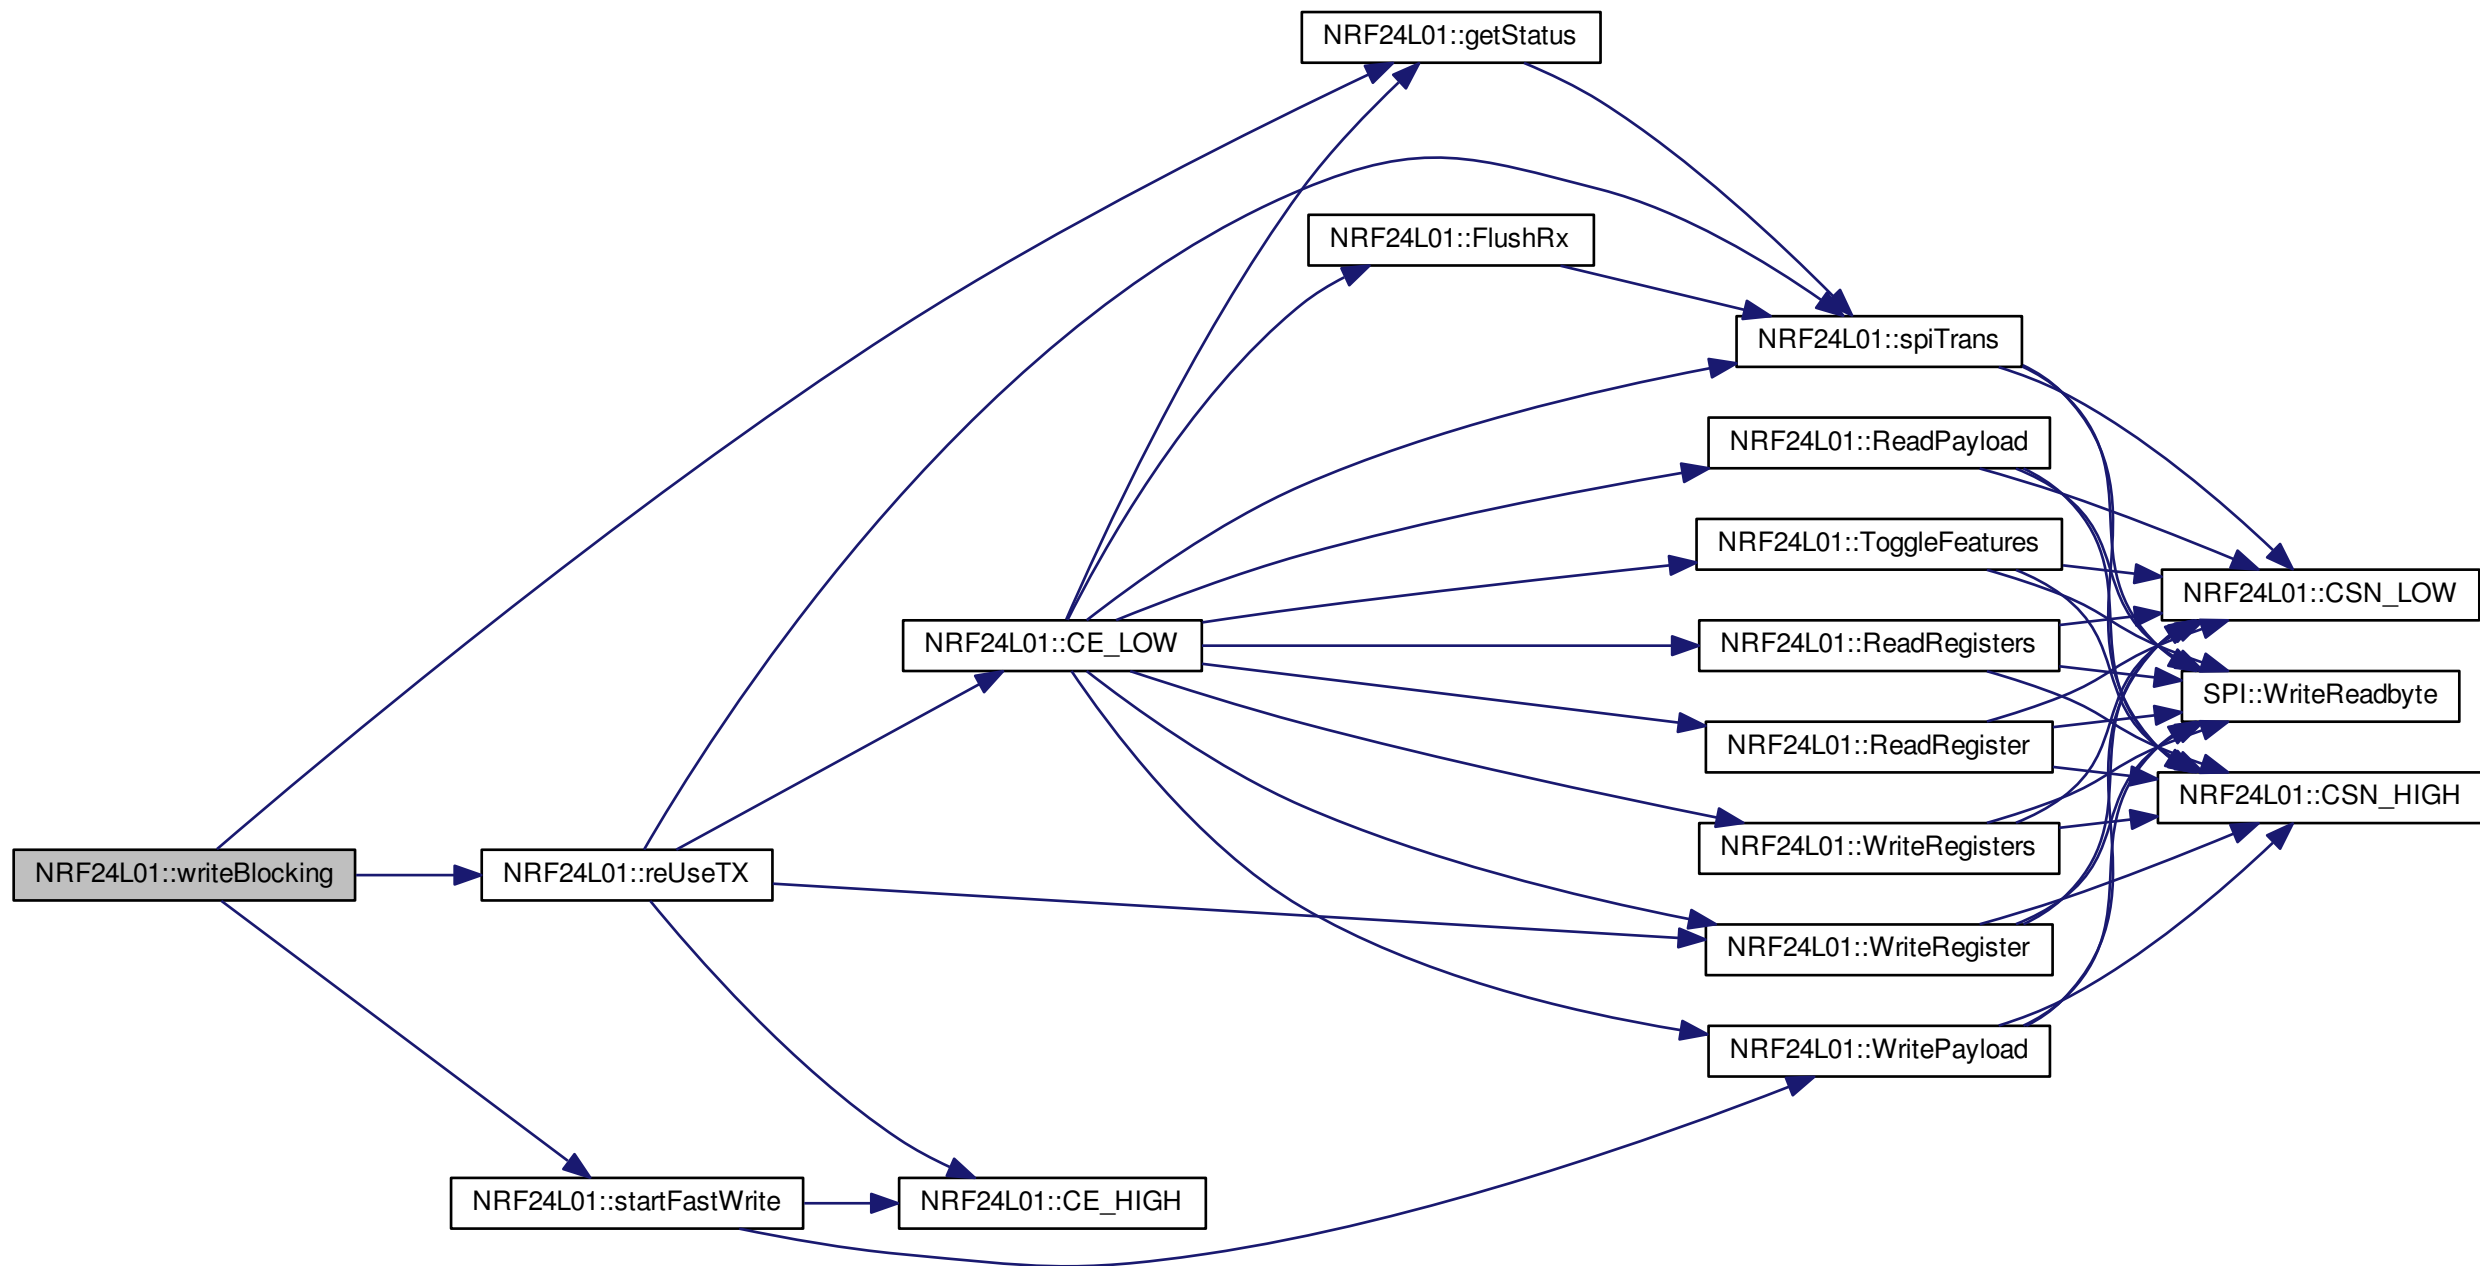 NRF24L01::getStatus
NRF24L01::FlushRx
NRF24L01::spiTrans
NRF24L01::ReadPayload
NRF24L01::ToggleFeatures
NRF24L01::CSN_LOW
NRF24L01::CE_LOW
NRF24L01::ReadRegisters
SPI::WriteReadbyte
NRF24L01::ReadRegister
NRF24L01::CSN_HIGH
NRF24L01::WriteRegisters
NRF24L01::writeBlocking
NRF24L01::reUseTX
NRF24L01::WriteRegister
NRF24L01::WritePayload
NRF24L01::startFastWrite
NRF24L01::CE_HIGH